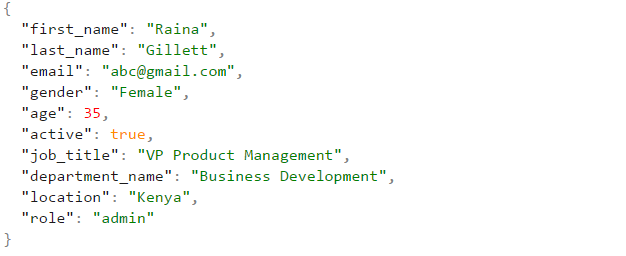 {
  "first_name": "Raina",
  "last_name": "Gillett",
  "email": "abc@gmail.com",
  "gender": "Female",
  "age": 35,
  "active": true,
  "job_title": "VP Product Management",
  "department_name": "Business Development",
  "location": "Kenya",
  "role": "admin"
}